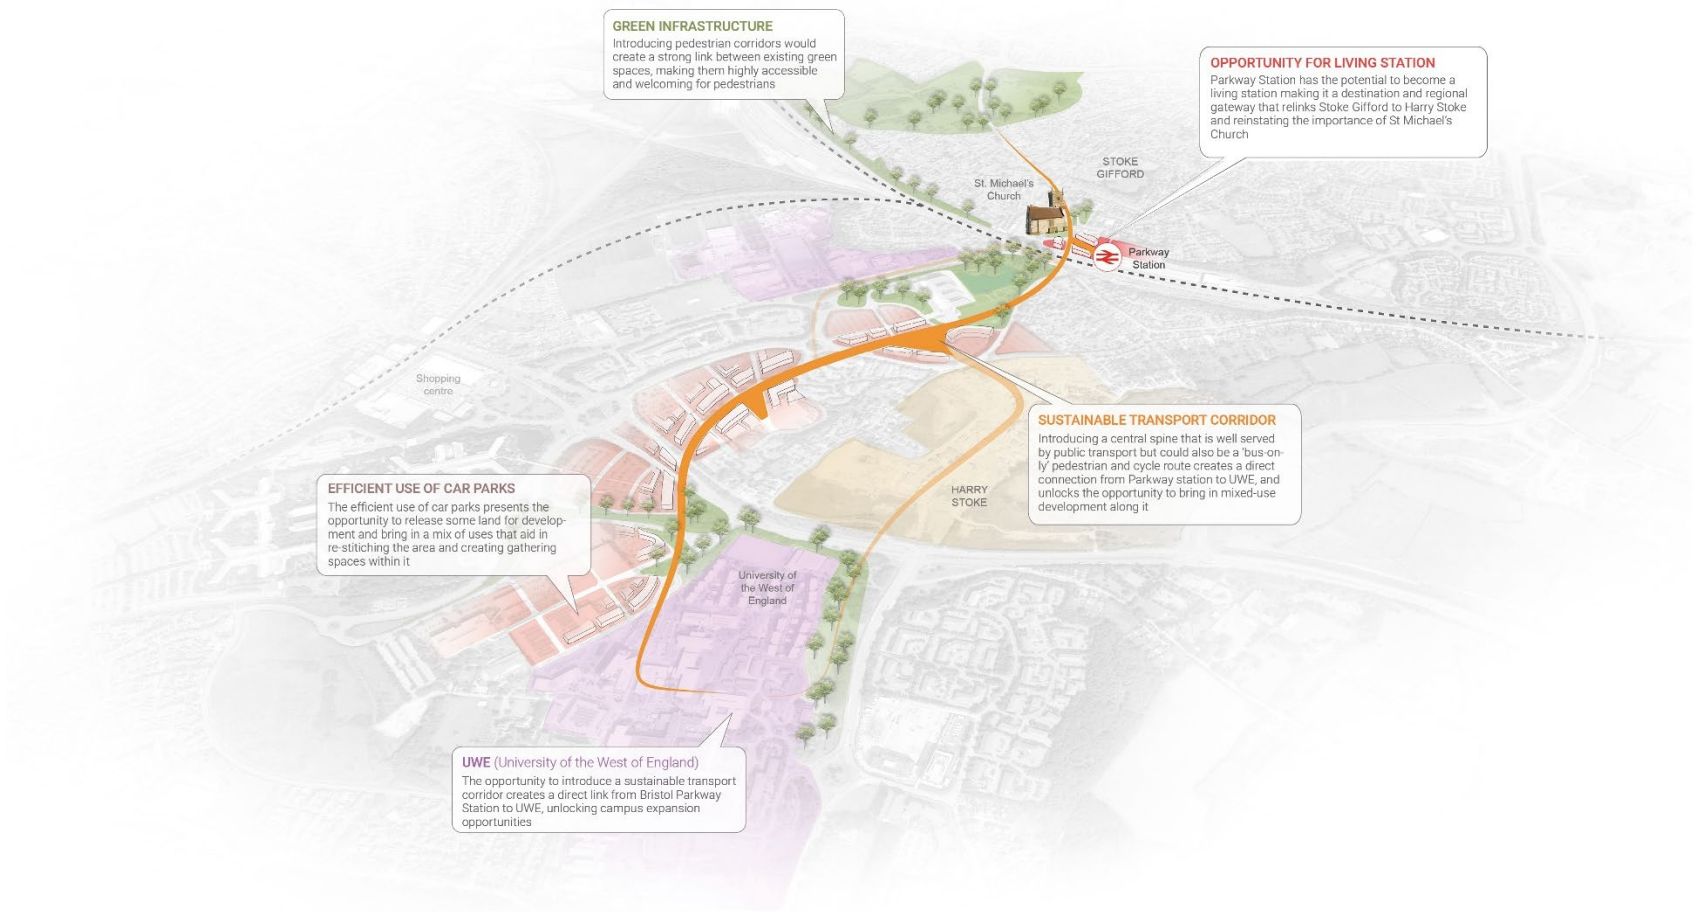 GREEN INFRASTRUCTURE
Introducing pedestrian corridors would
create a strong link between existing green
spaces, making them highly accessible
and welcoming for pedestrians
OPPORTUNITY FOR LIVING STATION
Parkway Station has the potential to become a
living station making it a destination and regional
gateway that relinks Stoke Gifford to Harry Stoke
and reinstating the importance of St Michael's
Church
STOKE
GIFFORD
St. Michael's
Church
Parkway
Station
Shopping
centre
SUSTAINABLE TRANSPORT CORRIDOR
Introducing a central spine that is well served
by public transport but could also be a 'bus-on-
ly' pedestrian and cycle route creates a direct
connection from Parkway station to UWE, and
unlocks the opportunity to bring in mixed-use
development along it
HARRY
STOKE
EFFICIENT USE OF CAR PARKS
The efficient use of car parks presents the
opportunity to release some land for develop-
ment and bring in a mix of uses that aid in
re-stitiching the area and creating gathering
spaces within it
University of
the West of
England
UWE (University of the West of England)
The opportunity to introduce a sustainable transport
corridor creates a direct link from Bristol Parkway
Station to UWE, unlocking campus expansion
opportunities